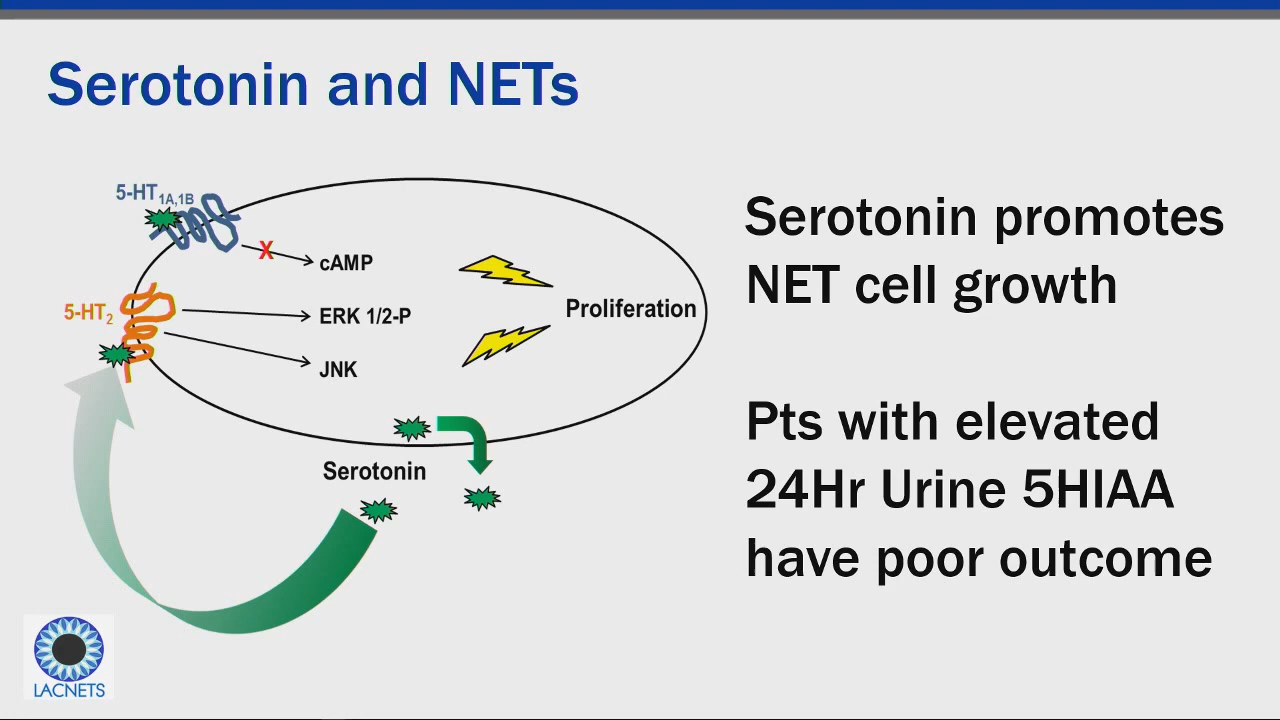 Serotonin and NETs
5-HT1A,1B
X
cAMP
5-HT2
ERK 1/2-P
JNK
Proliferation
Serotonin
Serotonin promotes
NET cell growth
Pts with elevated
24Hr Urine 5HIAA
have poor outcome
LACNETS